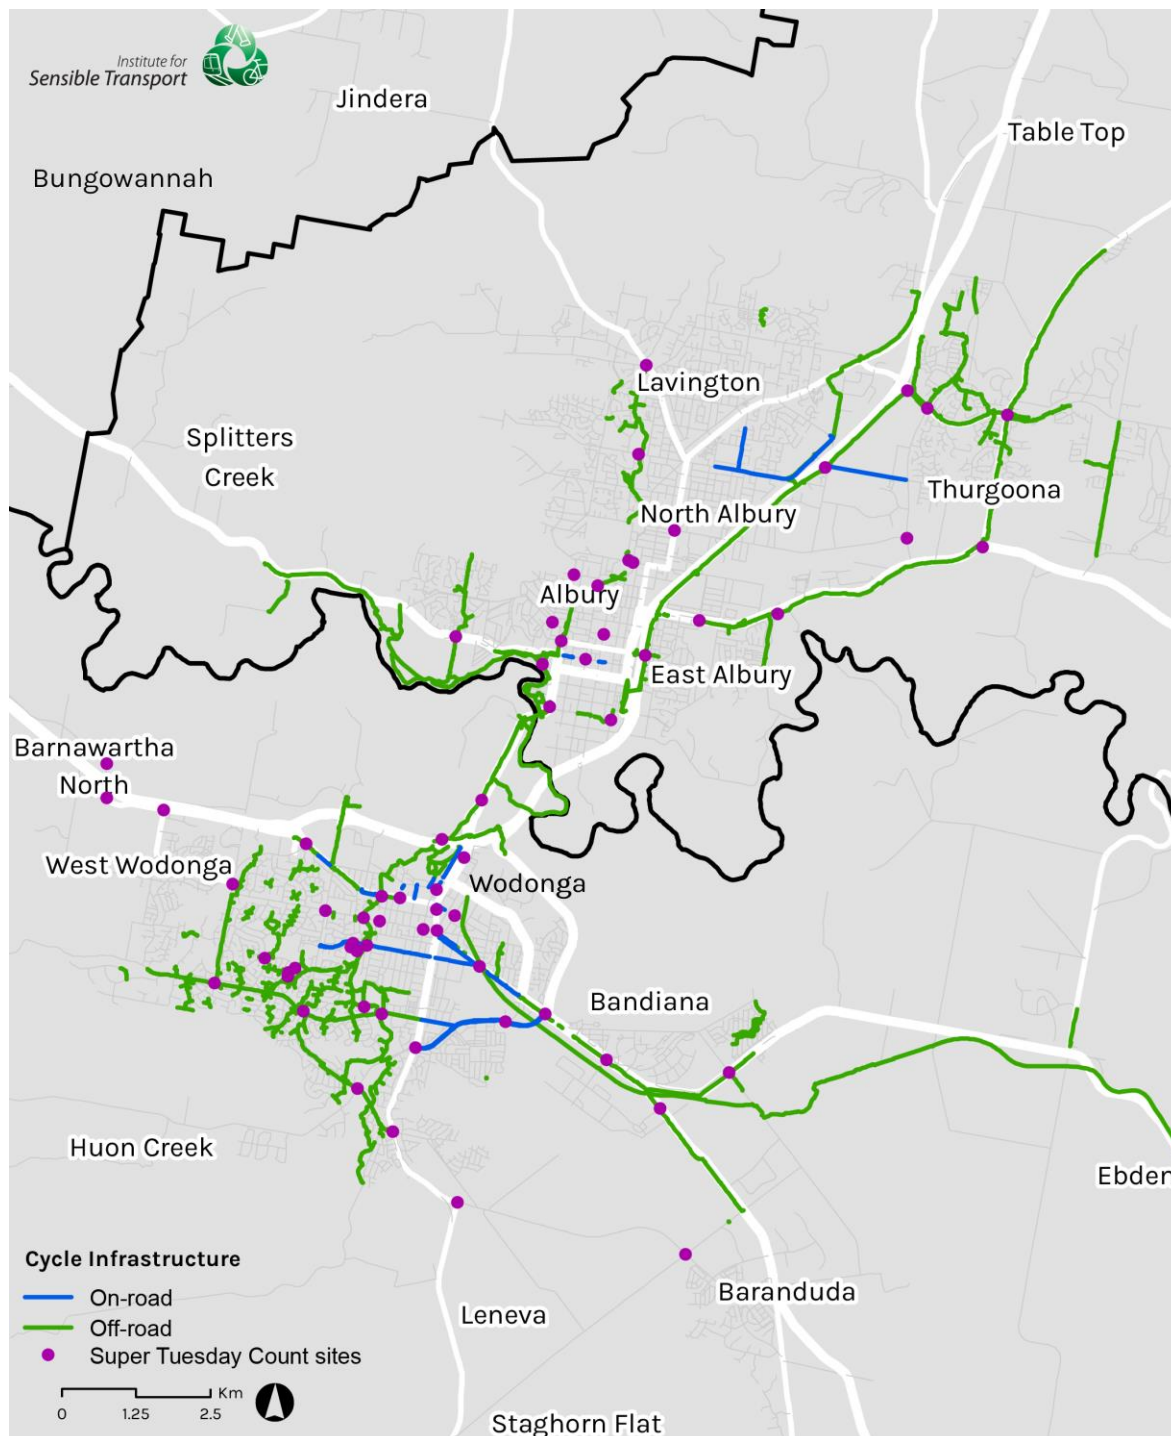 Institute for
Sensible Transport
Jindera
Table Top
Bungowannah
Lavington
Splitters
Creek
Thurgoona
North Albury
Albury
East Albury
Barnawartha
North
West Wodonga
Wodonga
Bandiana
Huon Creek
Ebden
Cycle Infrastructure
On-road
Off-road
Super Tuesday Count sites
Km
0 1.25 2.5
Baranduda
Leneva
Staghorn Flat